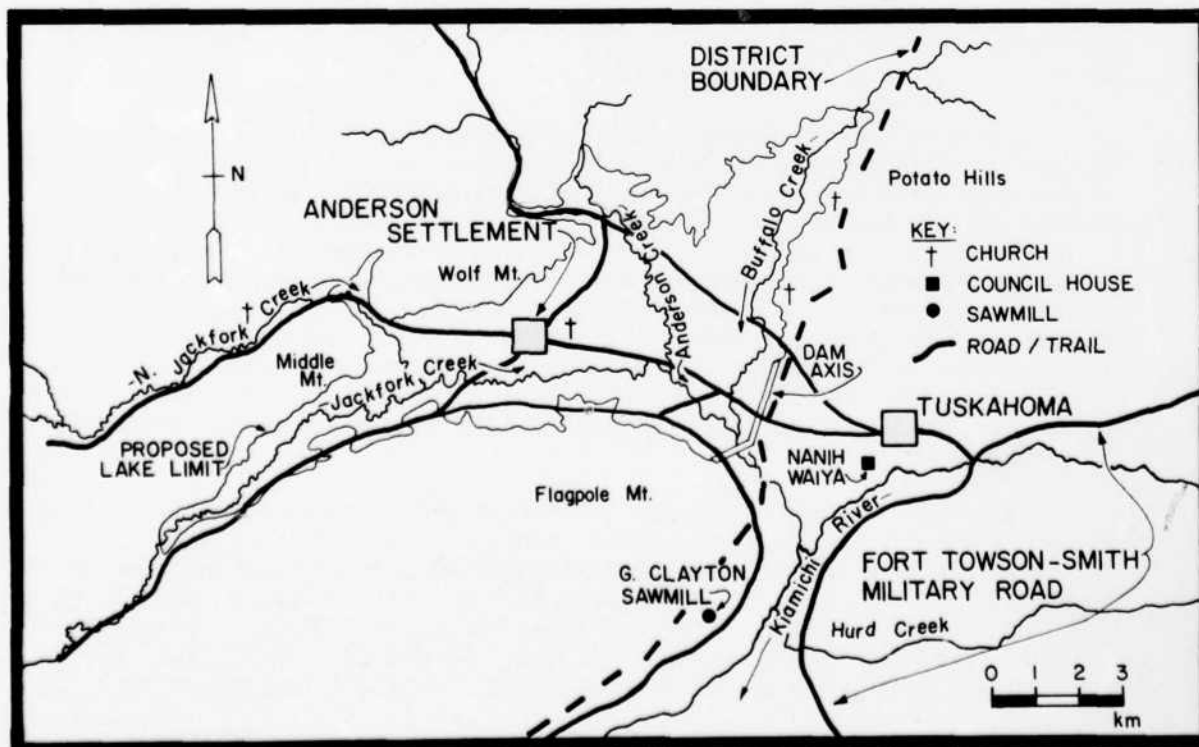 DISTRICT
BOUNDARY
N
Potato Hills
Buffalo Creek
ANDERSON
SETTLEMENT
Anderson Creek
KEY:
† CHURCH
■ COUNCIL HOUSE
● SAWMILL
ROAD / TRAIL
Wolf Mt.
N. Jackfork Creek
Middle
Mt.
Jackfork Creek
DAM
AXIS
TUSKAHOMA
PROPOSED
LAKE LIMIT
NANIH
WAIYA
Flagpole Mt.
Kiamichi River
FORT TOWSON-SMITH
MILITARY ROAD
G. CLAYTON
SAWMILL
Hurd Creek
0 1 2 3
km